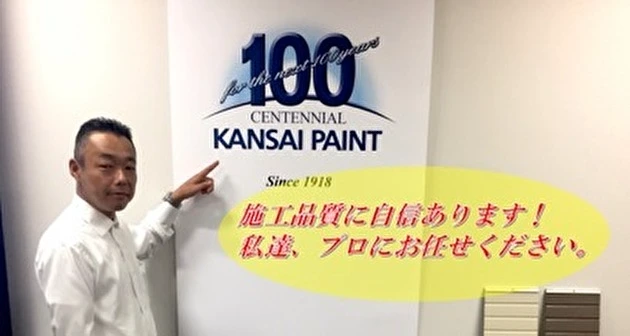 100
for the next 100 years
CENTENNIAL
KANSAI PAINT
Since 1918
施工品質に自信あります！
私達、プロにお任せください。